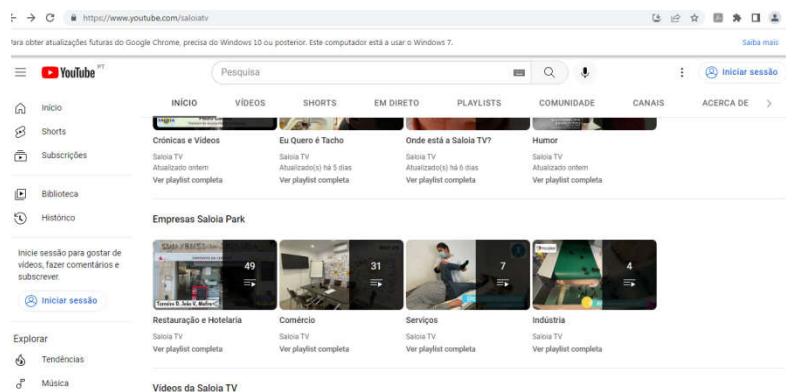 https://www.youtube.com/saloiatv
Para obter atualizações futuras do Google Chrome, precisa do Windows 10 ou posterior. Este computador está a usar o Windows 7.
Saiba mais
YouTube PT
Pesquisa
Iniciar sessão
INÍCIO VÍDEOS SHORTS EM DIRETO PLAYLISTS COMUNIDADE CANAIS ACERCA DE
Início
Shorts
Subscrições
Biblioteca
Histórico
Inicie sessão para gostar de
vídeos, fazer comentários e
subscrever.
Iniciar sessão
Explorar
Tendências
Música
Crónicas e Vídeos
Saloia TV
Atualizado ontem
Ver playlist completa
Eu Quero é Tacho
Saloia TV
Atualizado(s) há 5 dias
Ver playlist completa
Onde está a Saloia TV?
Saloia TV
Atualizado(s) há 6 dias
Ver playlist completa
Humor
Saloia TV
Atualizado ontem
Ver playlist completa
Empresas Saloia Park
49
Terreiro D. João V, Mafra
Restauração e Hotelaria
Saloia TV
Ver playlist completa
31
Comércio
Saloia TV
Ver playlist completa
7
Serviços
Saloia TV
Ver playlist completa
4
Indústria
Saloia TV
Ver playlist completa
Vídeos da Saloia TV